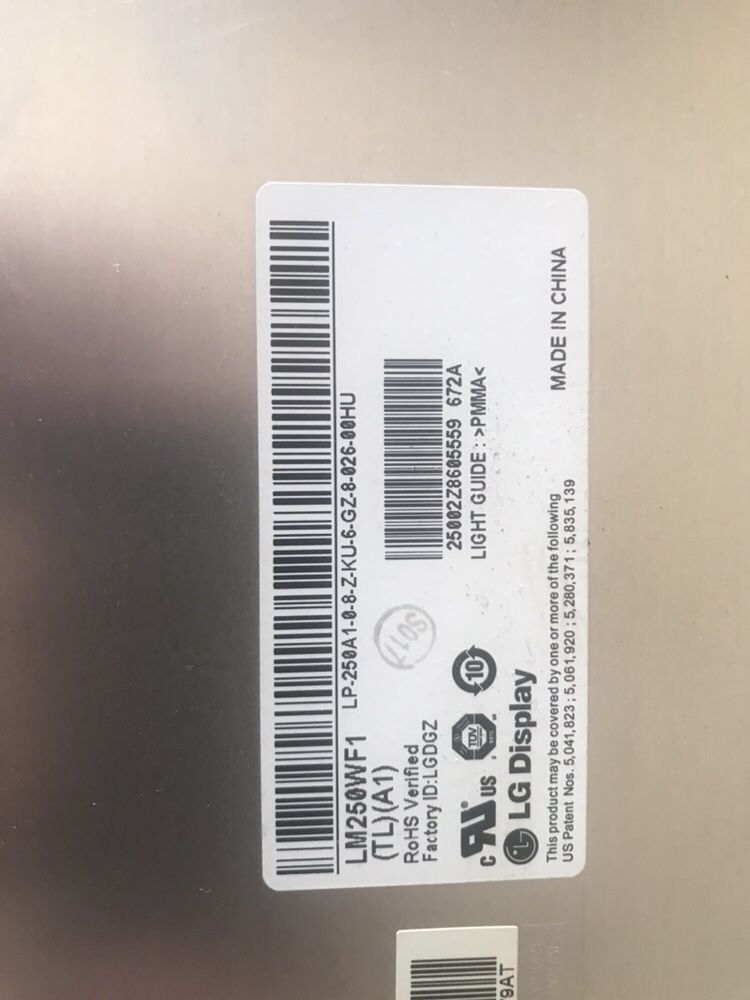 LM250WF1
LP-250A1-0-8-Z-KU-6-GZ-8-026-00HU
(TL)(A1)
RoHS Verified
Factory ID:LGDGZ
SO17
25002Z8605559 672A
LIGHT GUIDE : >PMMA<
c RU US
TÜV
10
LG Display
MADE IN CHINA
This product may be covered by one or more of the following
US Patent Nos. 5,041,823 ; 5,061,920 ; 5,280,371 ; 5,835,139
9AT